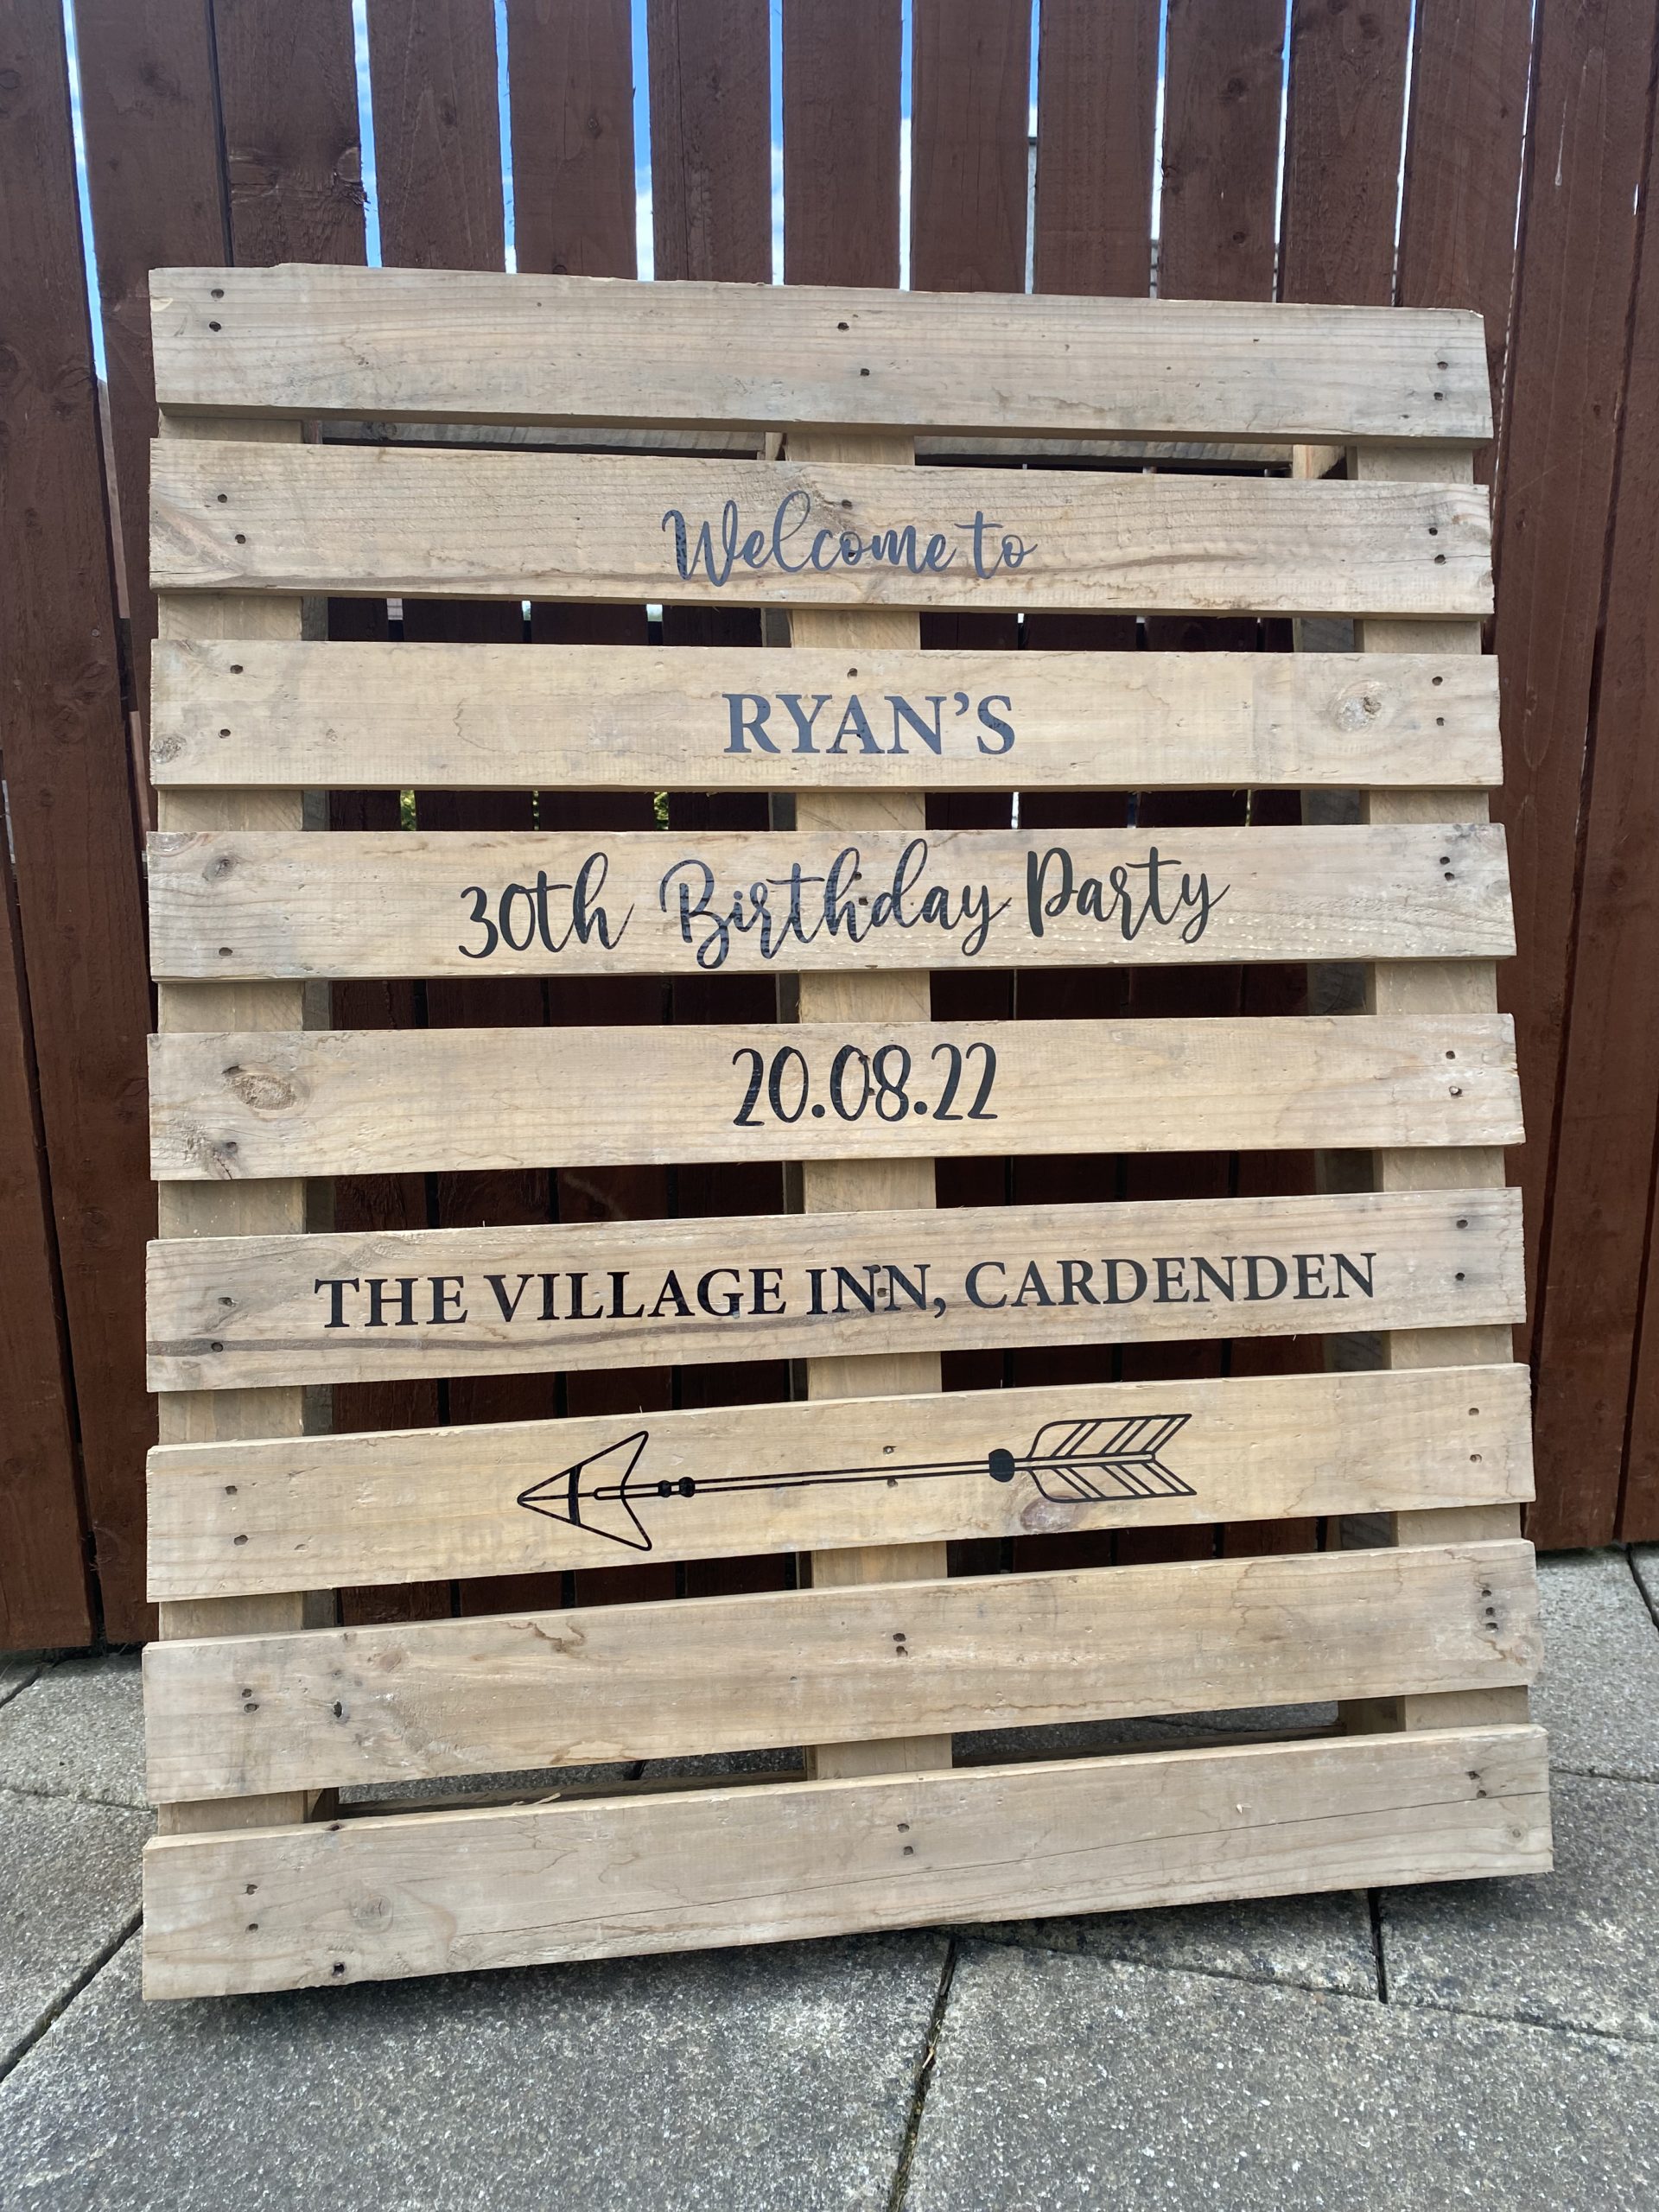 Welcome to
RYAN'S
30th Birthday Party
20.08.22
THE VILLAGE INN, CARDENDEN